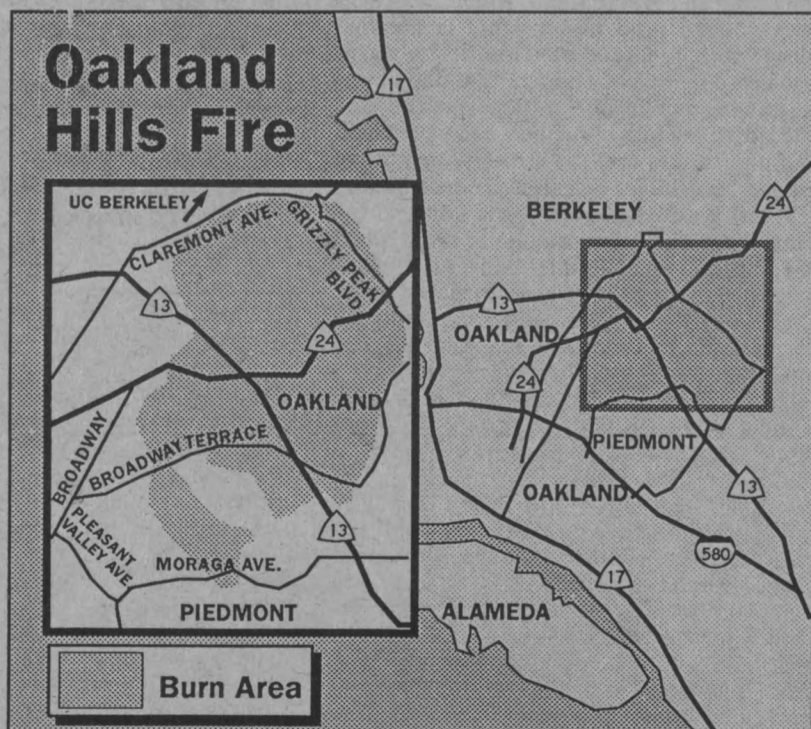 Oakland
Hills Fire
UC BERKELEY
CLAREMONT AVE.
GRIZZLY PEAK
BLVD.
13
24
OAKLAND
BROADWAY
BROADWAY TERRACE
PLEASANT
VALLEY AVE
13
MORAGA AVE.
PIEDMONT
Burn Area
17
BERKELEY
24
13
OAKLAND
24
PIEDMONT
OAKLAND
13
580
17
ALAMEDA